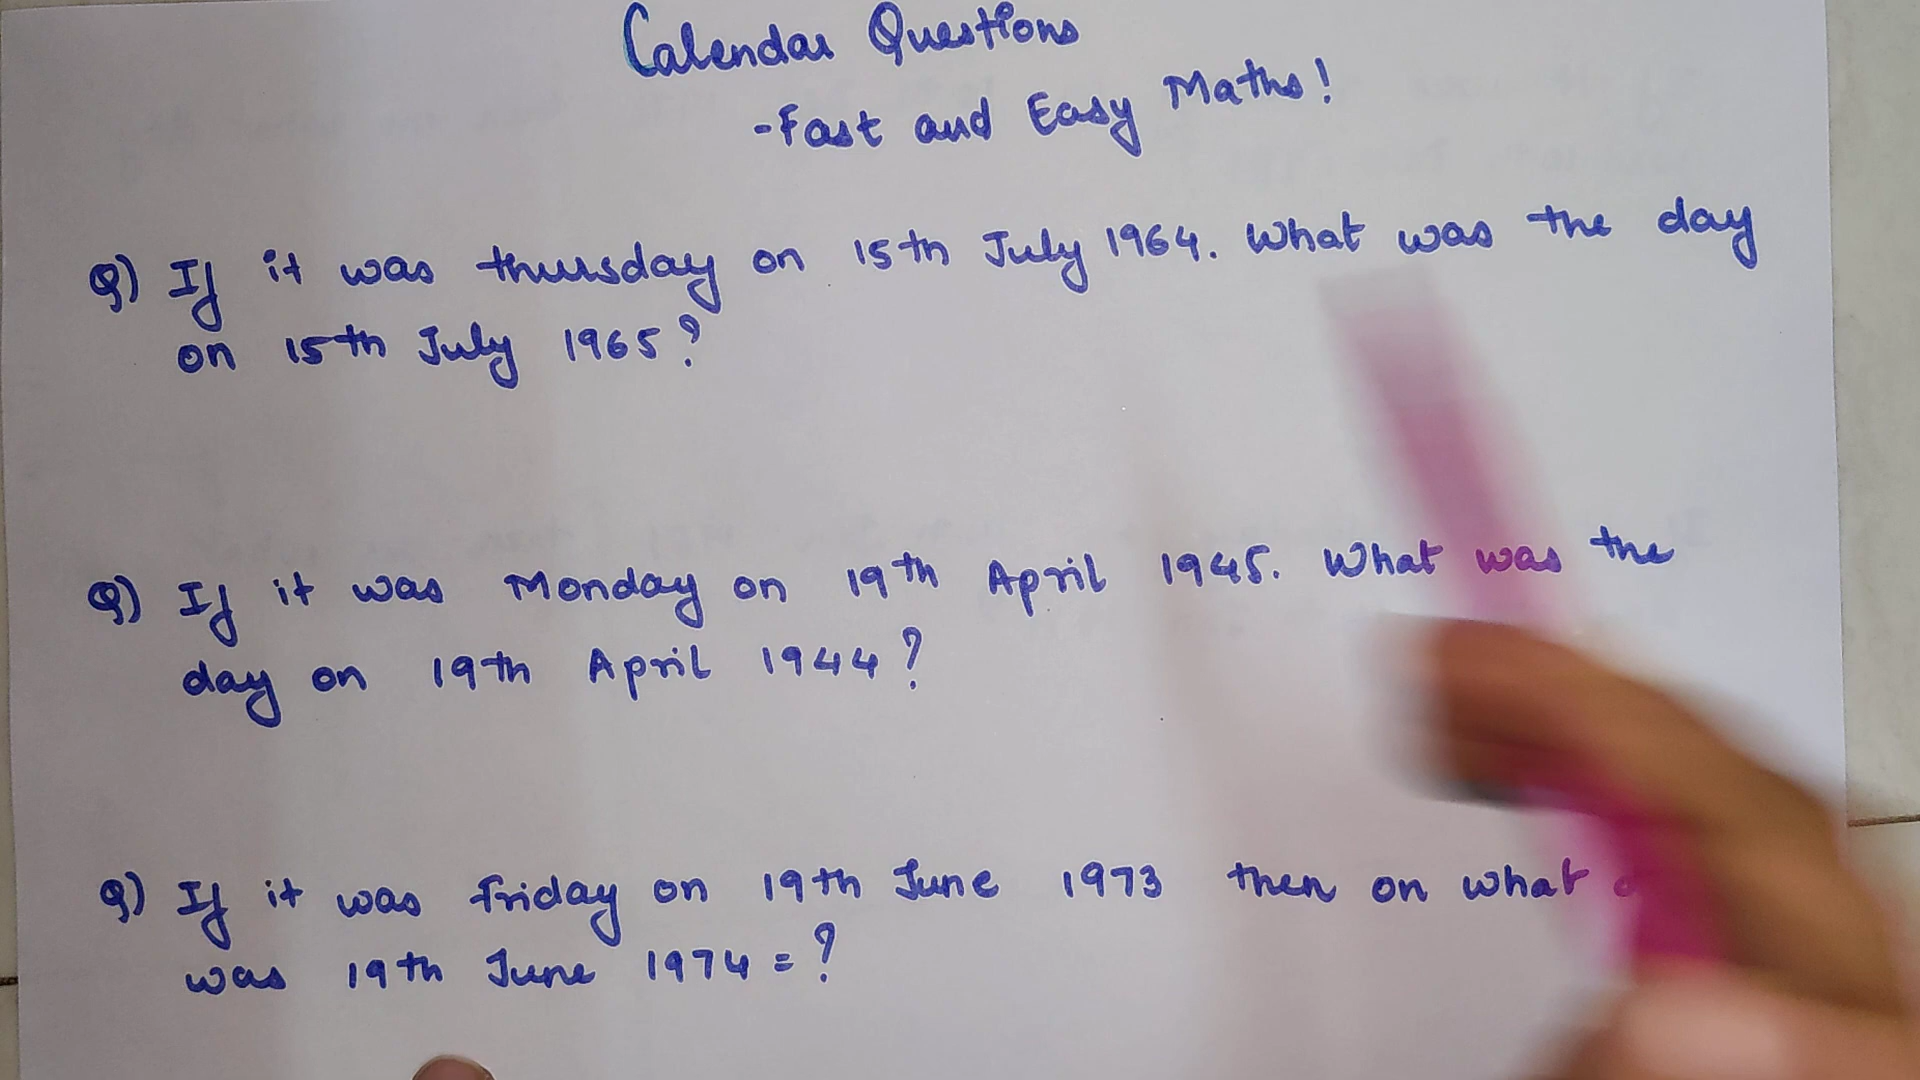 Calendar Questions
-Fast and Easy Maths!
Q) If it was thursday on 15th July 1964. What was the day
on 15th July 1965?
Q) If it was Monday on 19th April 1945. What was the
day on 19th April 1944?
Q) If it was friday on 19th June 1973 then on what
was 19th June 1974 = ?